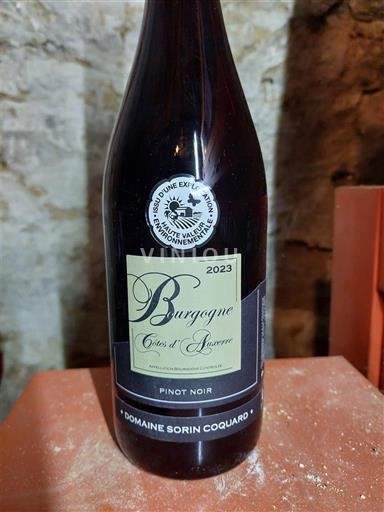 • ISSU D'UNE EXPLOITATION •
HAUTE VALEUR
ENVIRONNEMENTALE
VINIOU
2023
Bourgogne
Côtes d'Auxerre
APPELLATION BOURGOGNE CONTRÔLÉE
PINOT NOIR
• DOMAINE SORIN COQUARD •